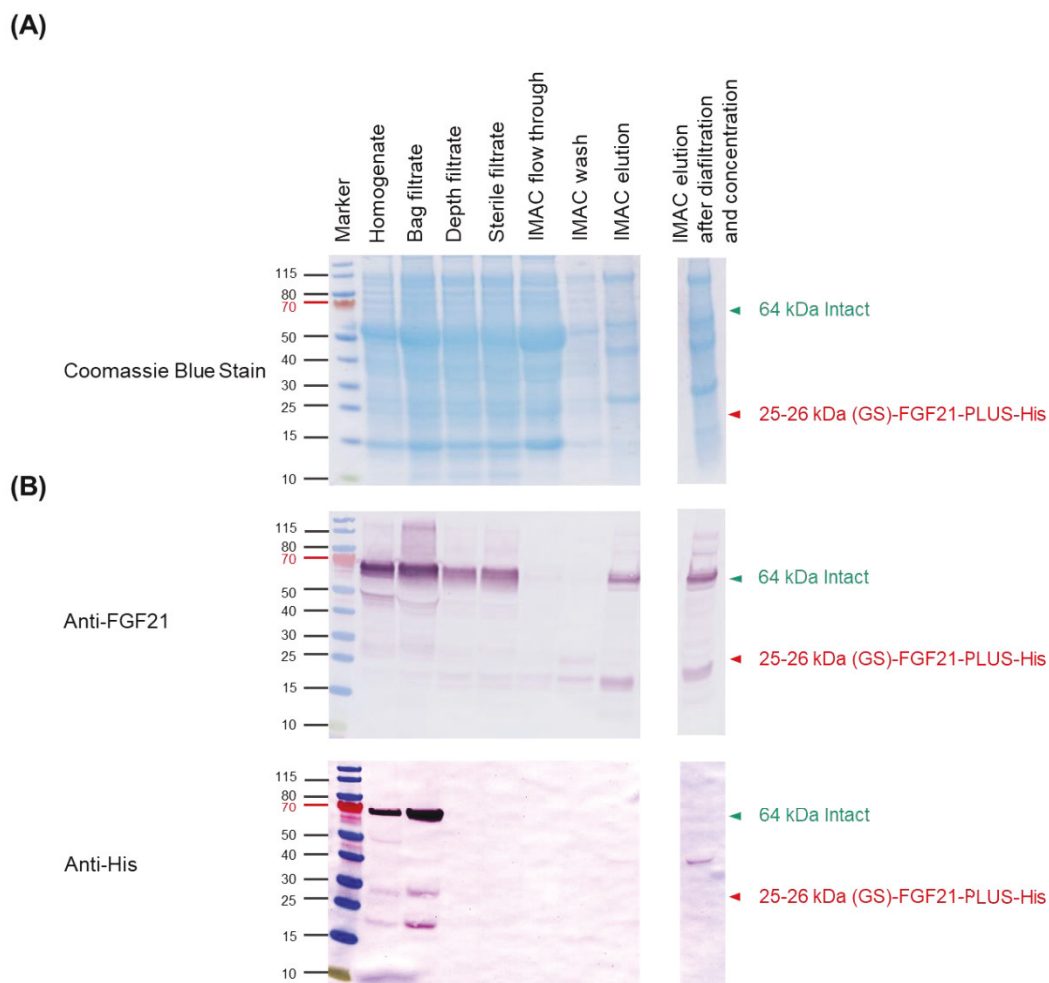 (A)
Marker
Homogenate
Bag filtrate
Depth filtrate
Sterile filtrate
IMAC flow through
IMAC wash
IMAC elution
IMAC elution
after diafiltration
and concentration
115
80
70
50
40
30
25
15
10
Coomassie Blue Stain
64 kDa Intact
25-26 kDa (GS)-FGF21-PLUS-His
(B)
115
80
70
50
40
30
25
15
10
Anti-FGF21
64 kDa Intact
25-26 kDa (GS)-FGF21-PLUS-His
115
80
70
50
40
30
25
15
10
Anti-His
64 kDa Intact
25-26 kDa (GS)-FGF21-PLUS-His